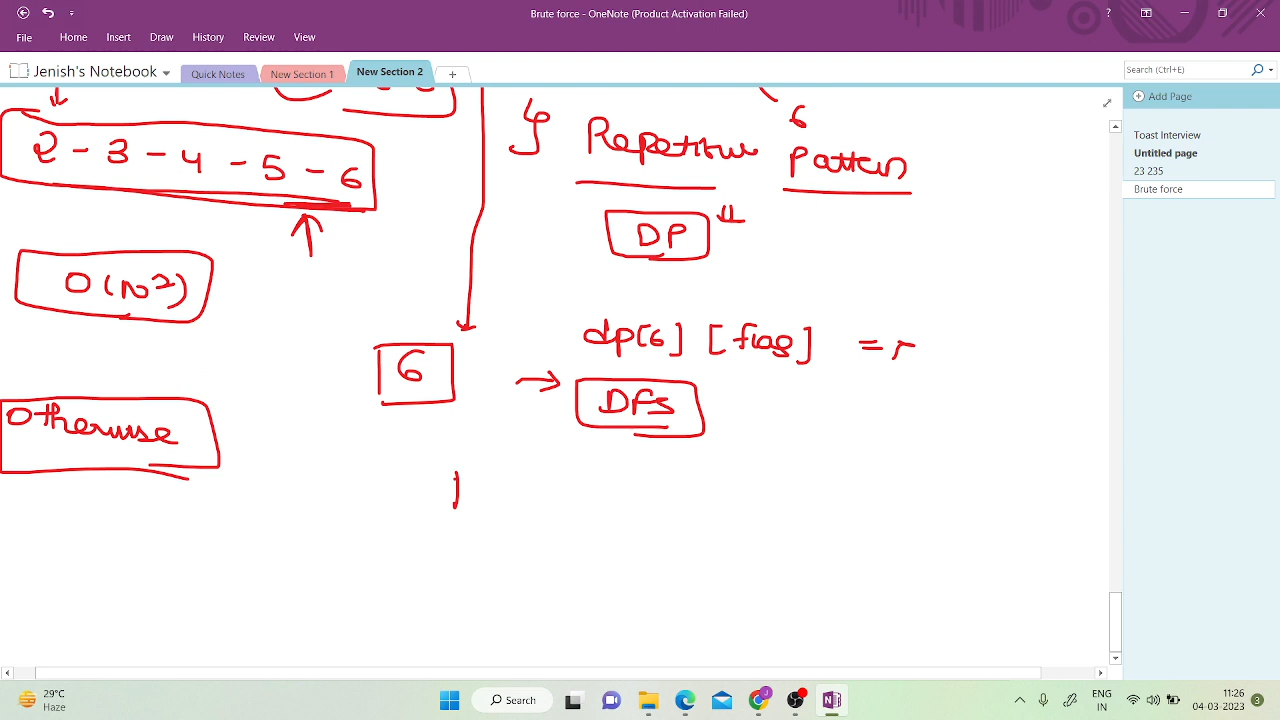 Brute force - OneNote (Product Activation Failed)
File Home Insert Draw History Review View
Jenish's Notebook Quick Notes New Section 1 New Section 2
Search (Ctrl+E)
Add Page
Toast Interview
Untitled page
23 235
Brute force
6
2 - 3 - 4 - 5 - 6
Repetitive Pattern
DP
O(N^2)
dp[6] [flag] =
6
DFS
Otherwise
29°C
Haze
Search
ENG
IN
11:26
04-03-2023
3